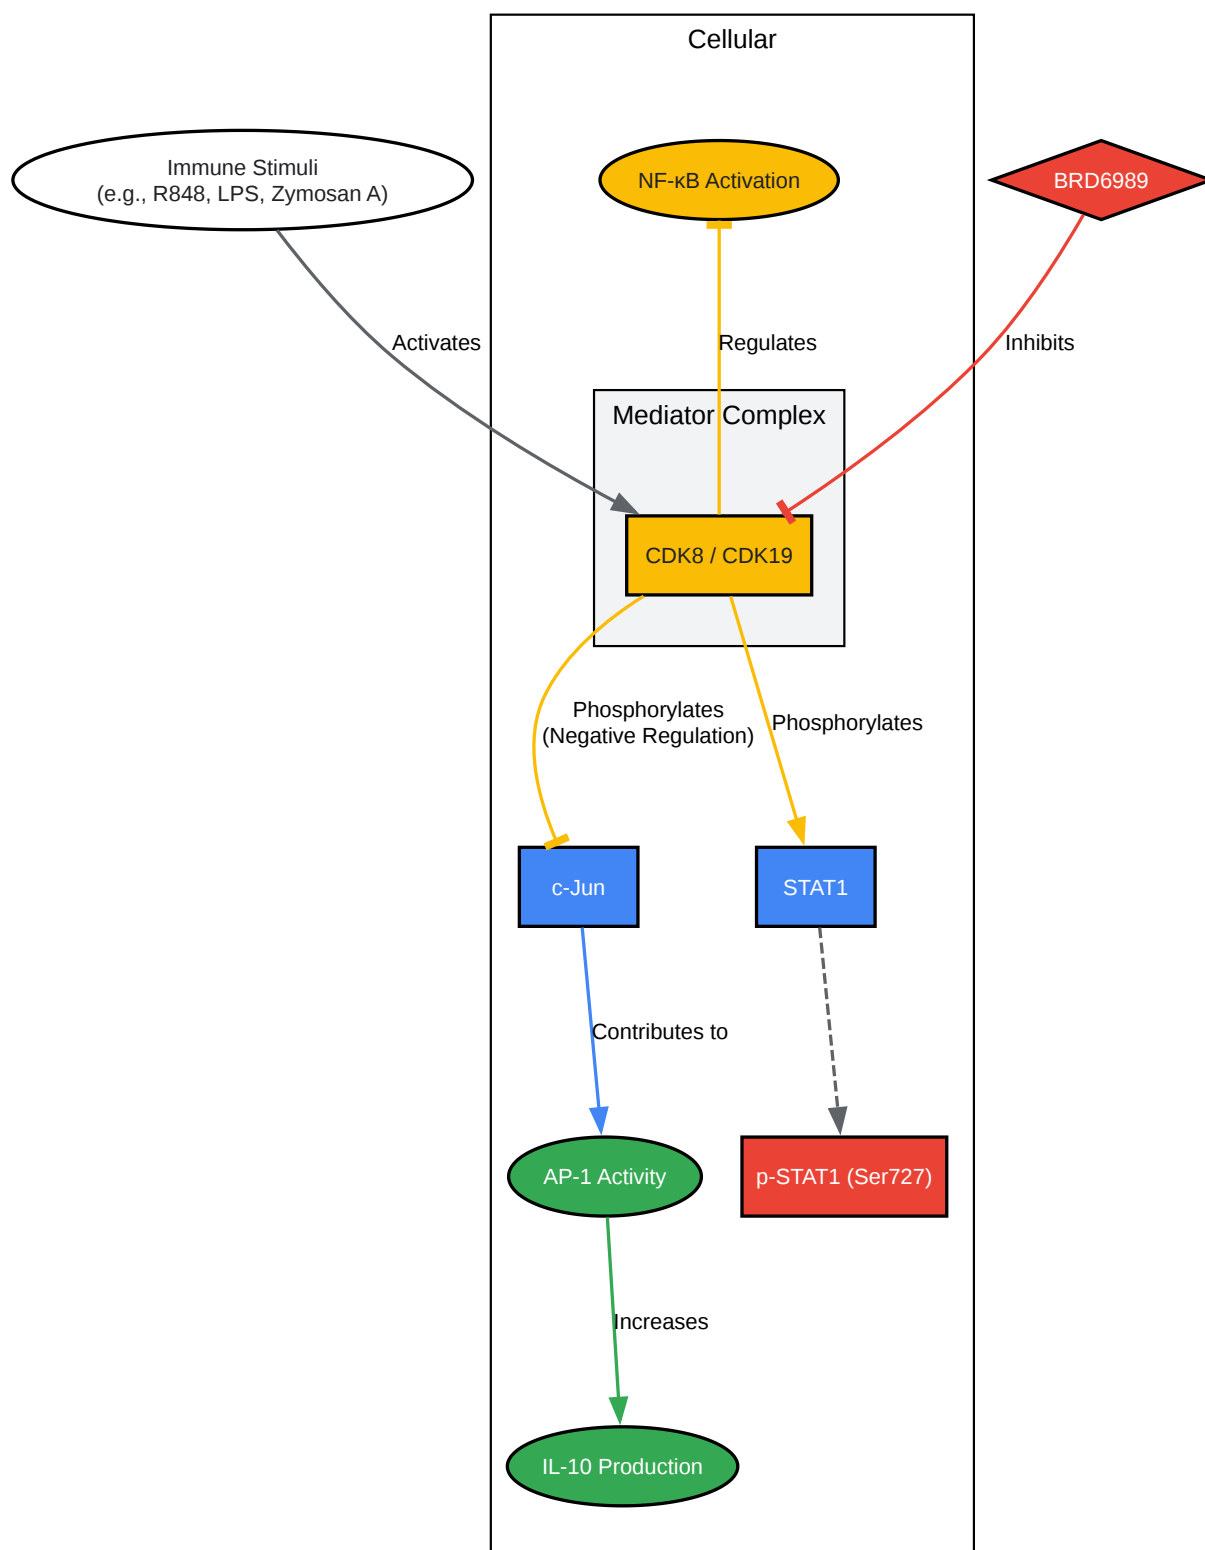 Cellular
Immune Stimuli
(e.g., R848, LPS, Zymosan A)
NF-κB Activation
BRD6989
Activates
Regulates
Inhibits
Mediator Complex
CDK8 / CDK19
Phosphorylates
(Negative Regulation)
Phosphorylates
c-Jun
STAT1
Contributes to
AP-1 Activity
p-STAT1 (Ser727)
Increases
IL-10 Production